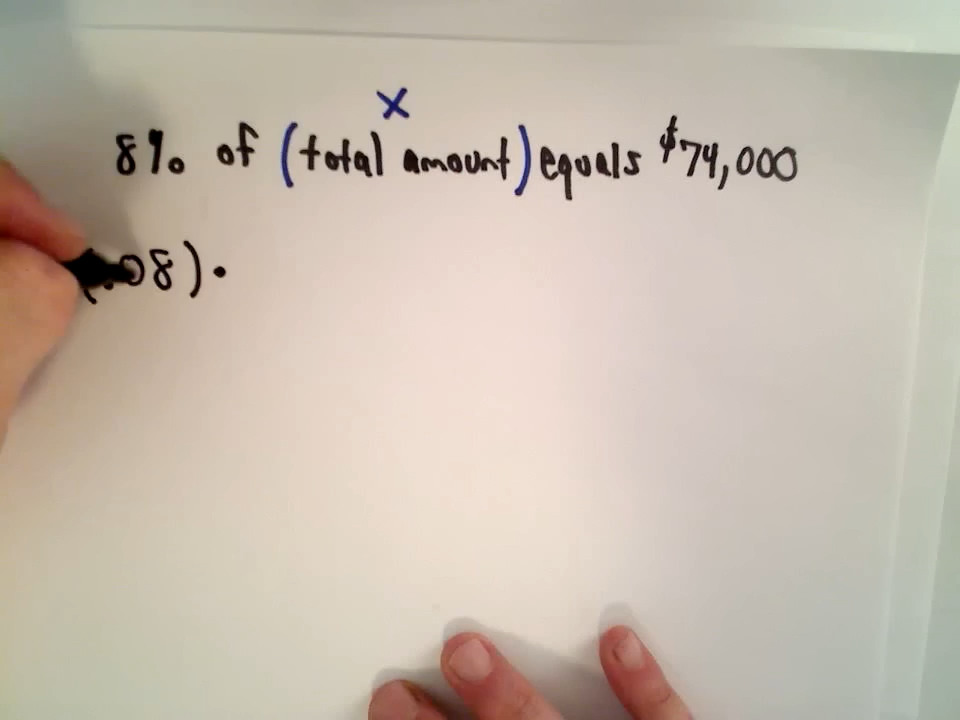 x
8% of (total amount) equals $74,000
(.08) •